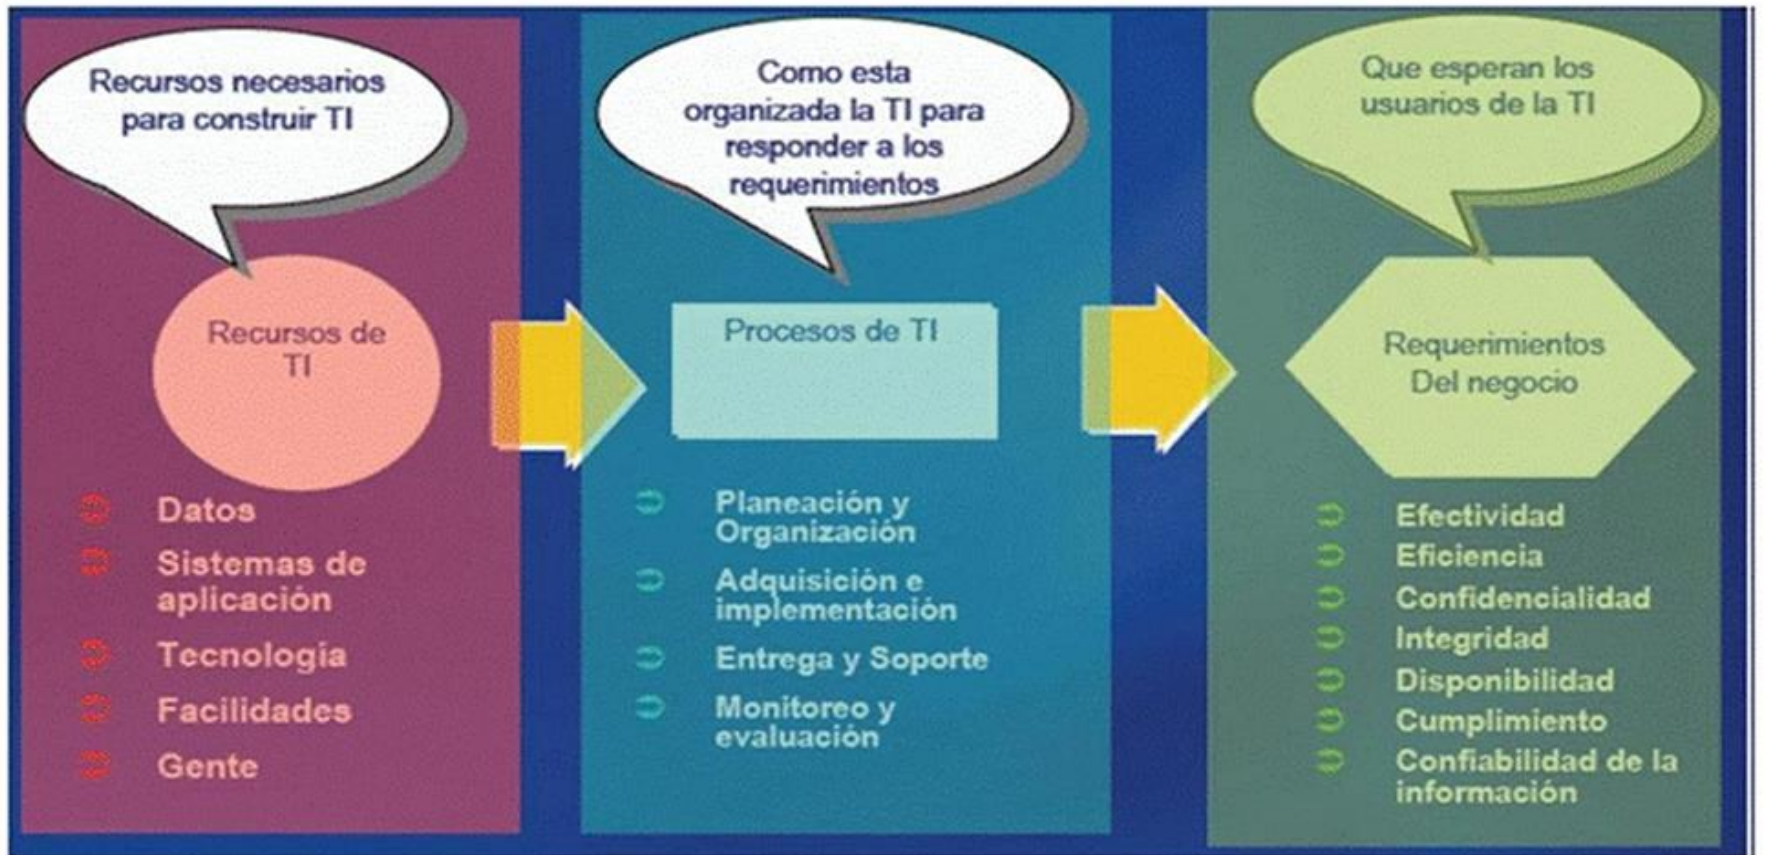 Recursos necesarios
para construir TI
Recursos de
TI
Datos
Sistemas de
aplicación
Tecnología
Facilidades
Gente
Como esta
organizada la TI para
responder a los
requerimientos
Procesos de TI
Planeación y
Organización
Adquisición e
implementación
Entrega y Soporte
Monitoreo y
evaluación
Que esperan los
usuarios de la TI
Requerimientos
Del negocio
Efectividad
Eficiencia
Confidencialidad
Integridad
Disponibilidad
Cumplimiento
Confiabilidad de la
información